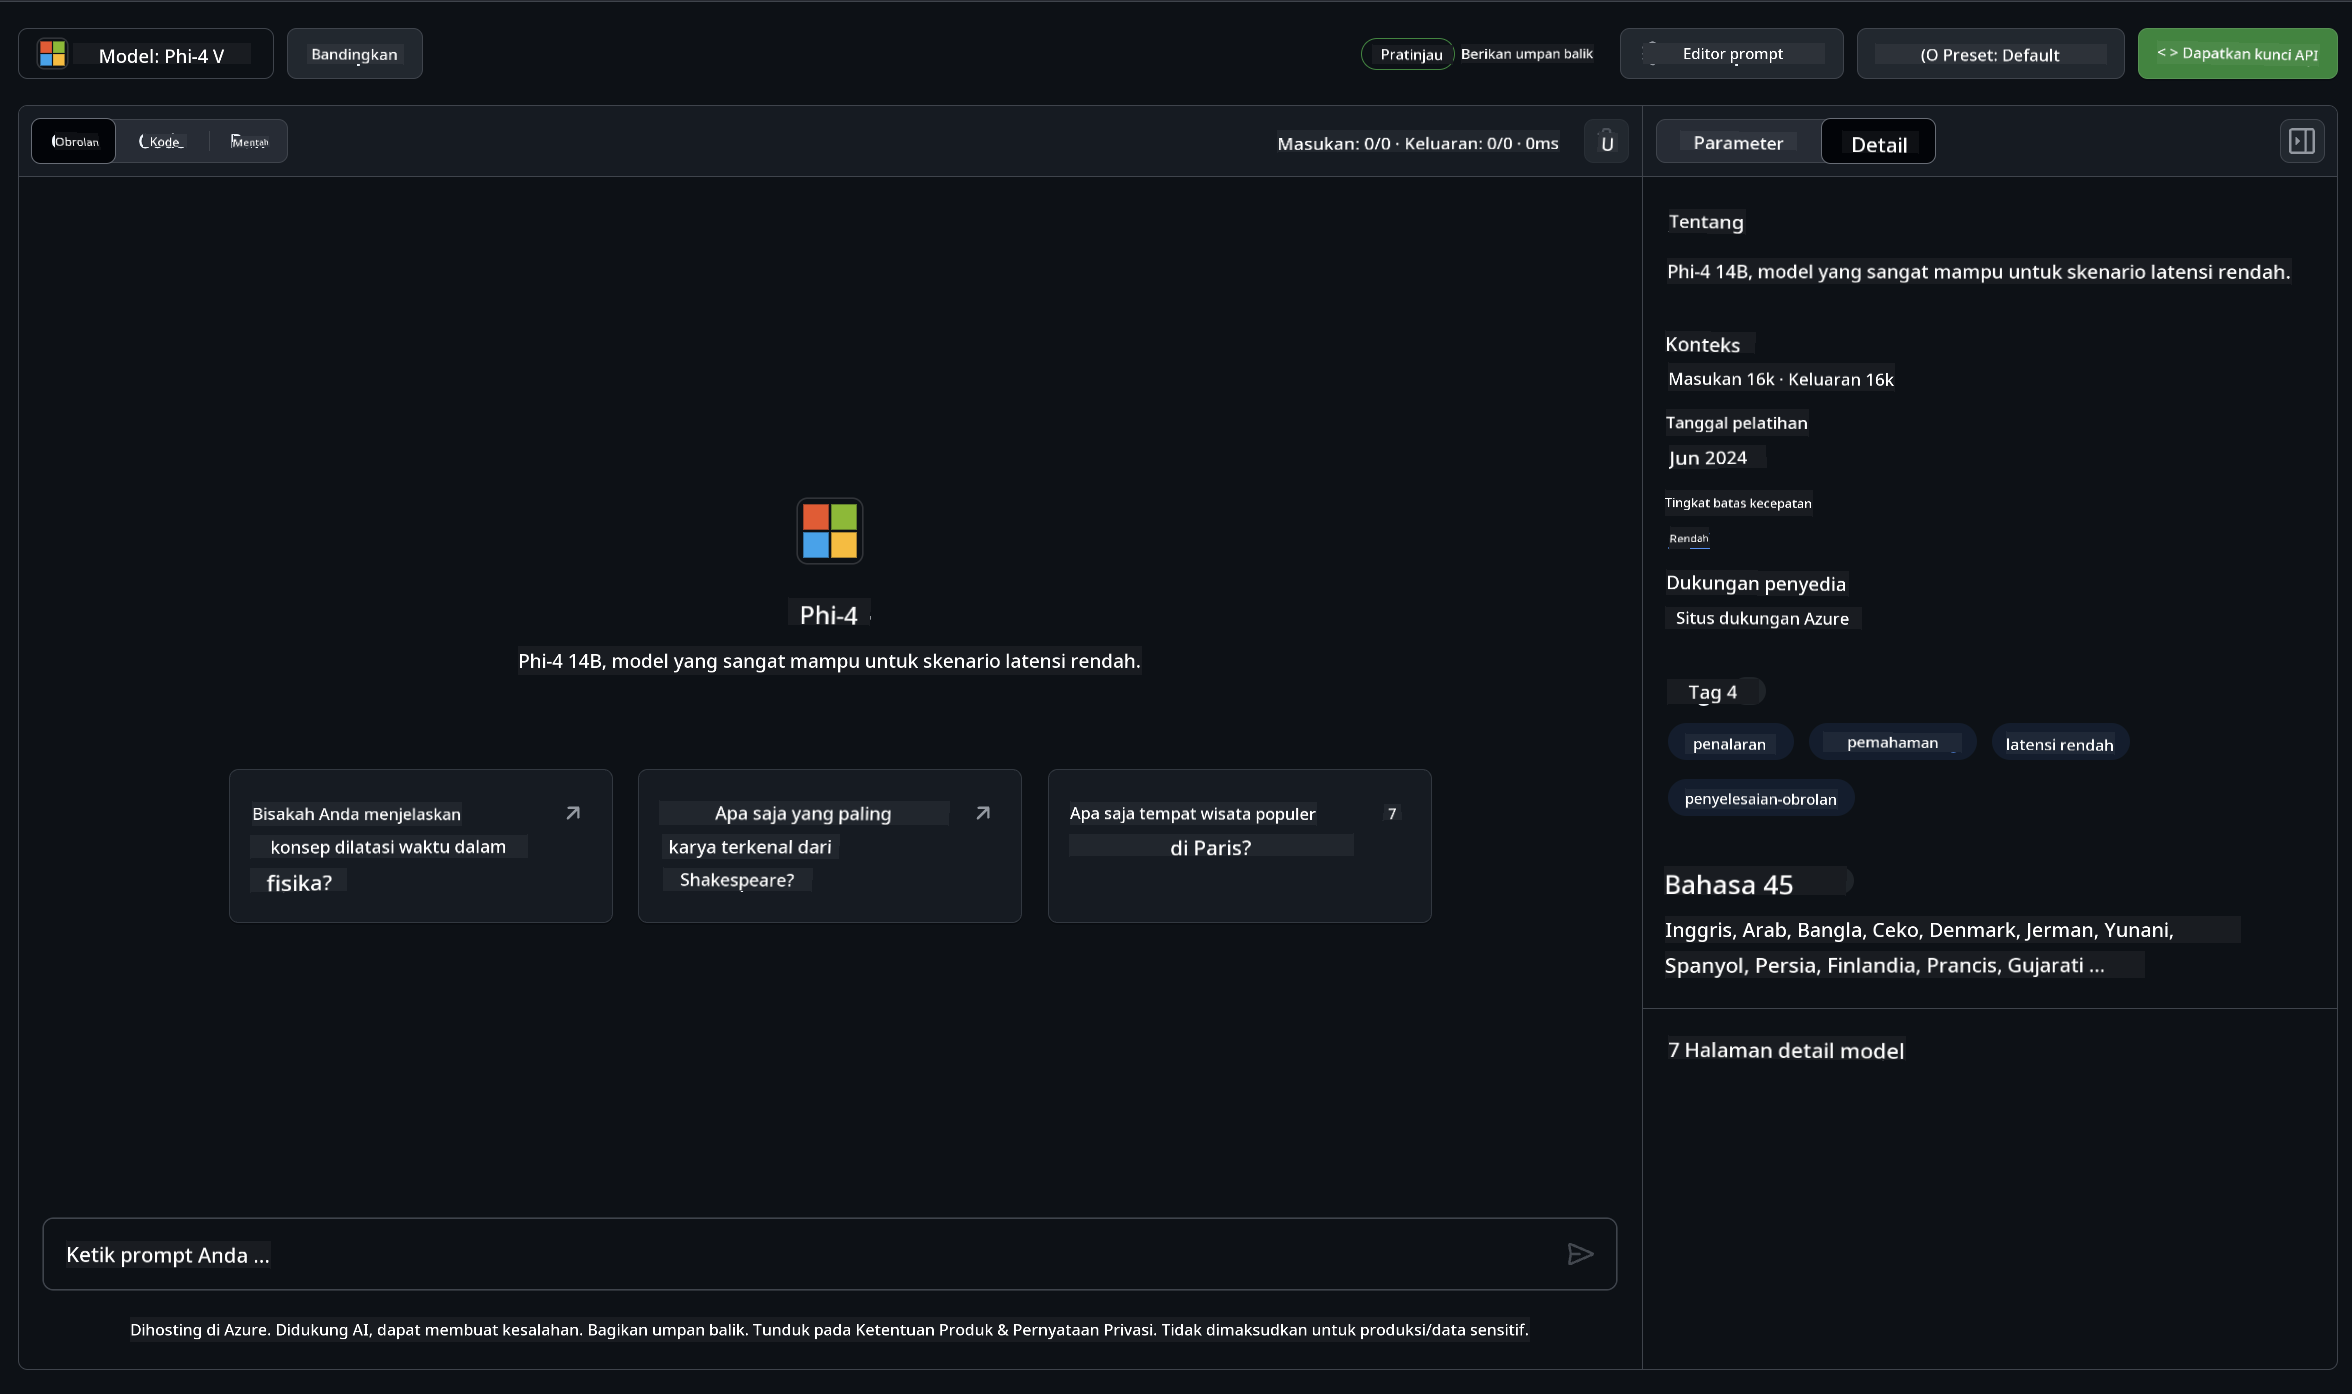 Model: Phi-4 V
Bandingkan
Pratinjau
Berikan umpan balik
Editor prompt
(O Preset: Default
< > Dapatkan kunci API
Obrolan
Kode
Mentah
Masukan: 0/0 · Keluaran: 0/0 · 0ms
U
Parameter
Detail
Phi-4
Phi-4 14B, model yang sangat mampu untuk skenario latensi rendah.
Bisakah Anda menjelaskan
konsep dilatasi waktu dalam
fisika?
Apa saja yang paling
karya terkenal dari
Shakespeare?
Apa saja tempat wisata populer
7
di Paris?
Ketik prompt Anda ...
Dihosting di Azure. Didukung AI, dapat membuat kesalahan. Bagikan umpan balik. Tunduk pada Ketentuan Produk & Pernyataan Privasi. Tidak dimaksudkan untuk produksi/data sensitif.
Tentang
Phi-4 14B, model yang sangat mampu untuk skenario latensi rendah.
Konteks
Masukan 16k · Keluaran 16k
Tanggal pelatihan
Jun 2024
Tingkat batas kecepatan
Rendah
Dukungan penyedia
Situs dukungan Azure
Tag 4
penalaran
pemahaman
latensi rendah
penyelesaian-obrolan
Bahasa 45
Inggris, Arab, Bangla, Ceko, Denmark, Jerman, Yunani,
Spanyol, Persia, Finlandia, Prancis, Gujarati ...
7 Halaman detail model